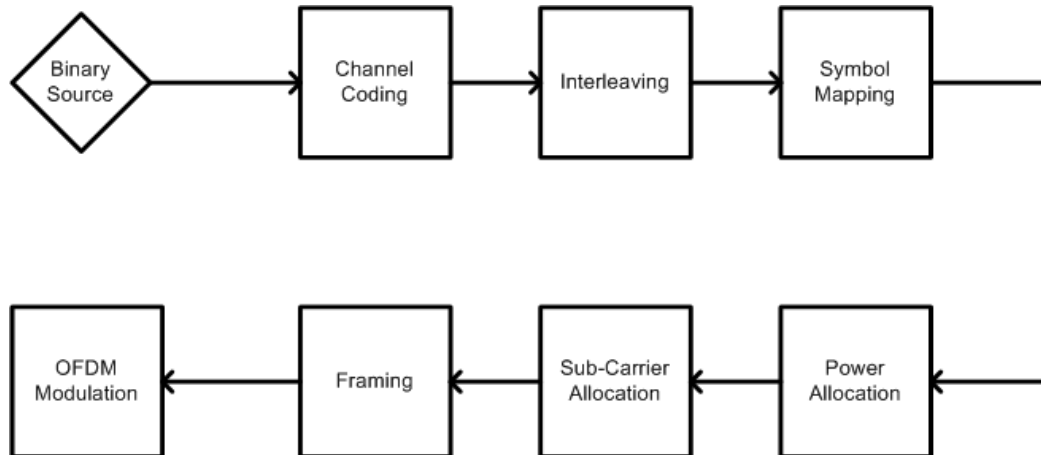 Binary
Source
Channel
Coding
Interleaving
Symbol
Mapping
OFDM
Modulation
Framing
Sub-Carrier
Allocation
Power
Allocation